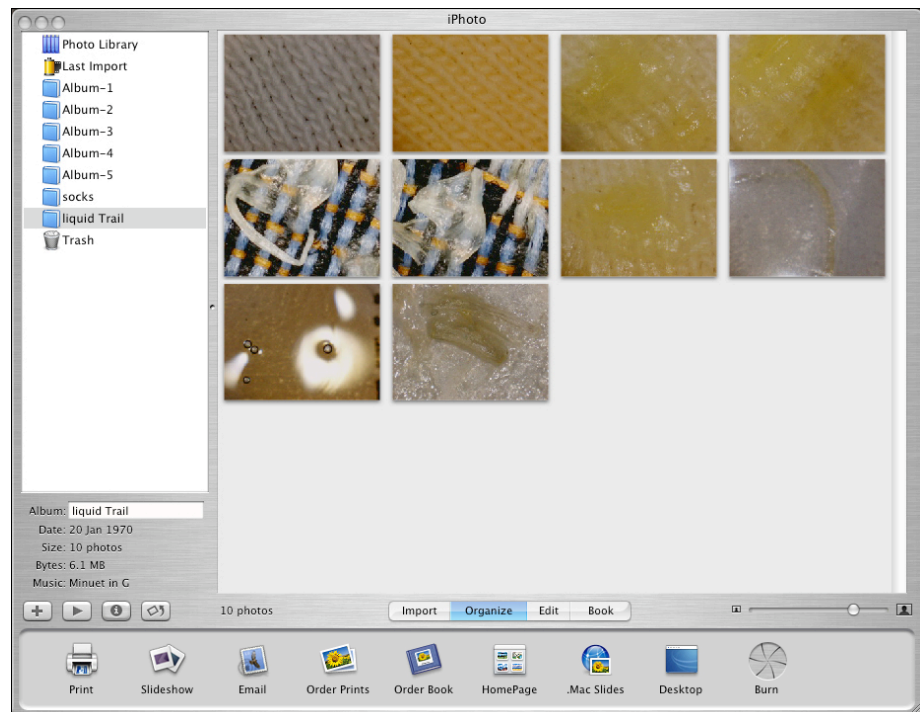 iPhoto
Photo Library
Last Import
Album-1
Album-2
Album-3
Album-4
Album-5
socks
liquid Trail
Trash
Album: liquid Trail
Date: 20 Jan 1970
Size: 10 photos
Bytes: 6.1 MB
Music: Minuet in G
10 photos
Import Organize Edit Book
Print Slideshow Email Order Prints Order Book HomePage .Mac Slides Desktop Burn